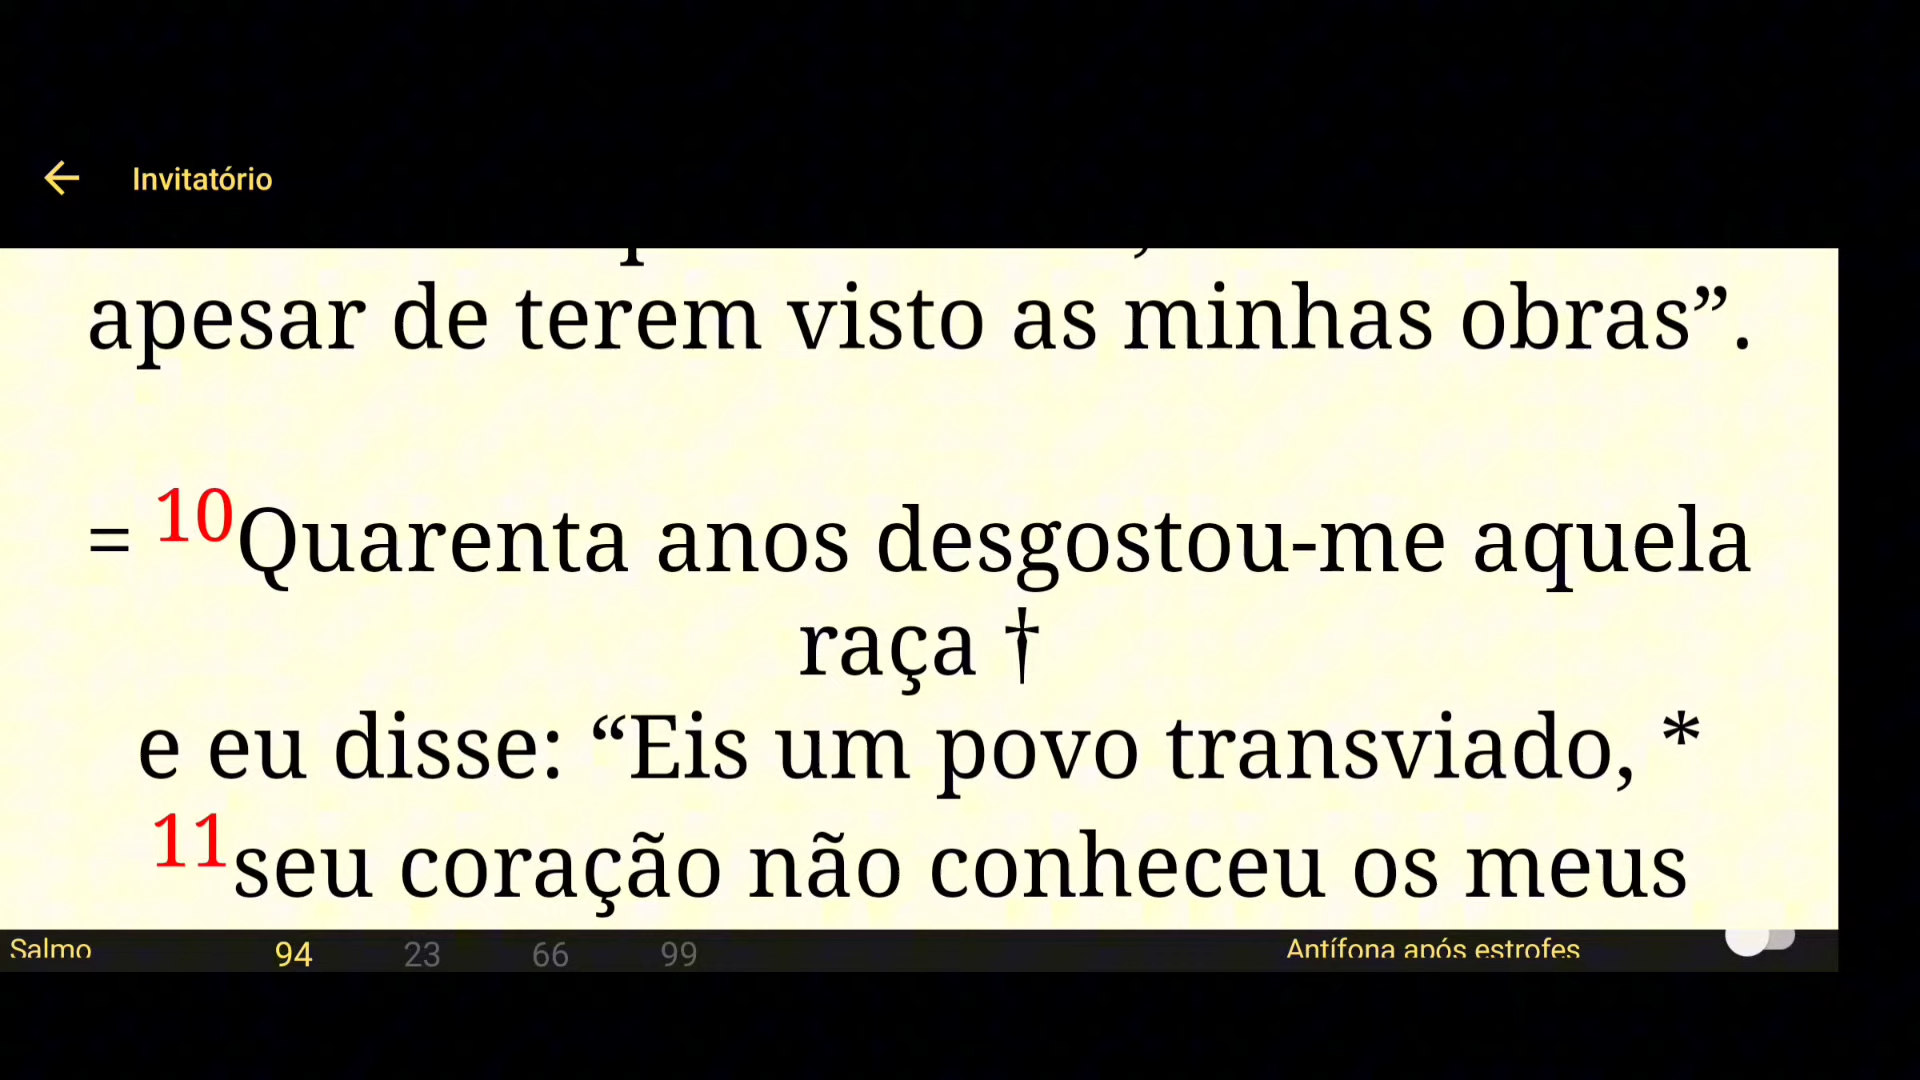 Invitatório
apesar de terem visto as minhas obras”.
= 10Quarenta anos desgostou-me aquela
raça †
e eu disse: “Eis um povo transviado, *
11seu coração não conheceu os meus
Salmo 94 23 66 99 Antífona após estrofes